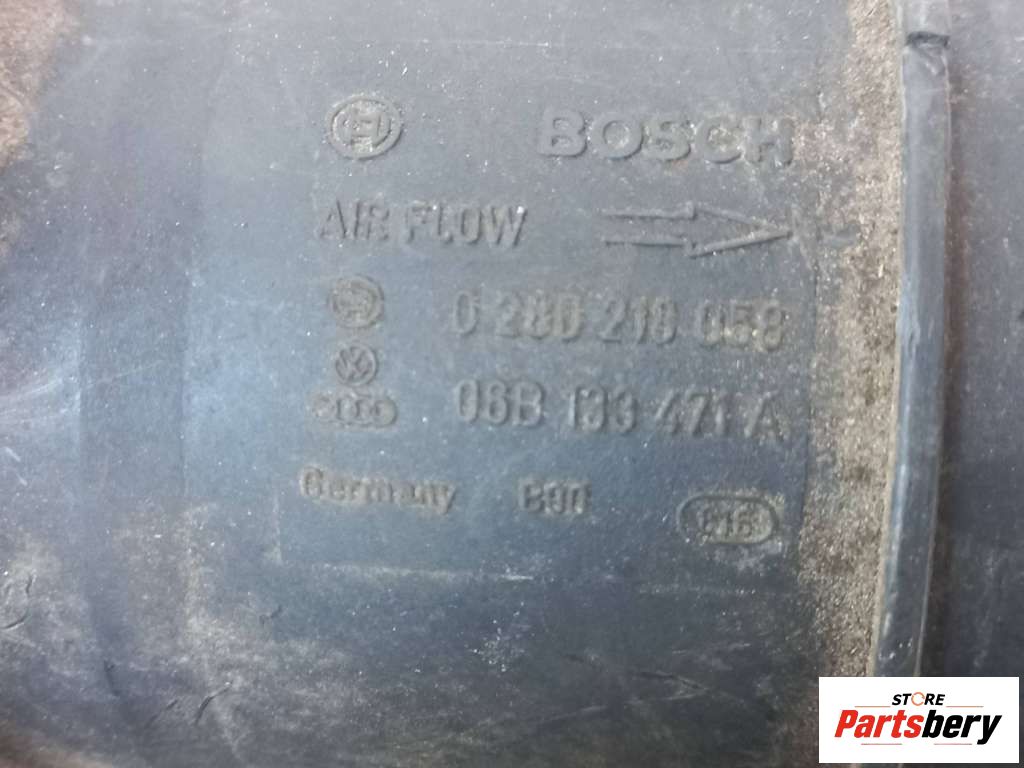 BOSCH
AIR FLOW
0 280 218 058
06B 133 471 A
Germany
STORE
Partsbery